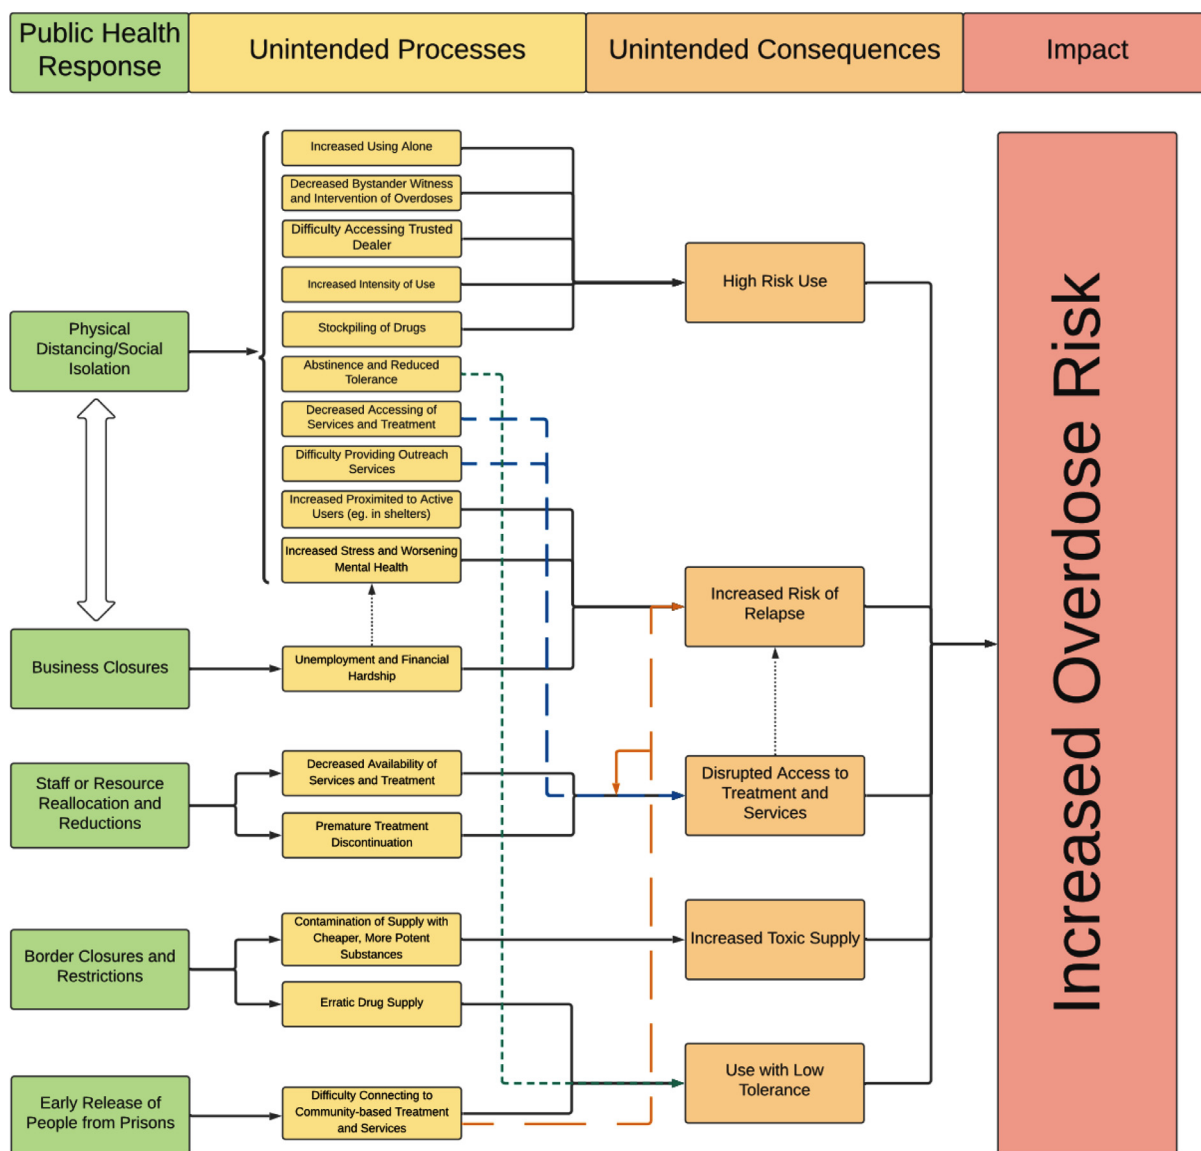 Public Health
Response
Unintended Processes
Unintended Consequences
Impact
Increased Using Alone
Decreased Bystander Witness
and Intervention of Overdoses
Difficulty Accessing Trusted
Dealer
Increased Intensity of Use
Stockpiling of Drugs
Abstinence and Reduced
Tolerance
Decreased Accessing of
Services and Treatment
Difficulty Providing Outreach
Services
Increased Proximited to Active
Users (eg. in shelters)
Increased Stress and Worsening
Mental Health
Physical
Distancing/Social
Isolation
Business Closures
Unemployment and Financial
Hardship
Staff or Resource
Reallocation and
Reductions
Decreased Availability of
Services and Treatment
Premature Treatment
Discontinuation
Border Closures and
Restrictions
Contamination of Supply with
Cheaper, More Potent
Substances
Erratic Drug Supply
Early Release of
People from Prisons
Difficulty Connecting to
Community-based Treatment
and Services
High Risk Use
Increased Risk of
Relapse
Disrupted Access to
Treatment and
Services
Increased Toxic Supply
Use with Low
Tolerance
Increased Overdose Risk